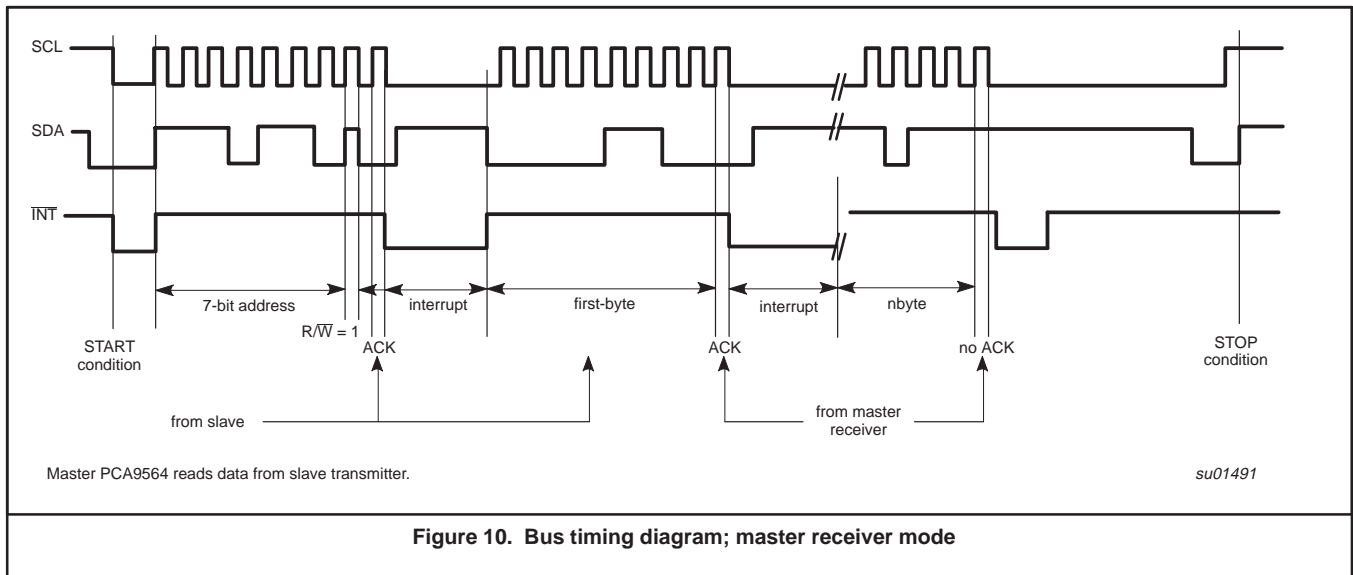 SCL
SDA
INT
7-bit address
interrupt
first-byte
interrupt
nbyte
R/W = 1
START
condition
ACK
ACK
no ACK
STOP
condition
from slave
from master
receiver
Master PCA9564 reads data from slave transmitter.
su01491
Figure 10. Bus timing diagram; master receiver mode